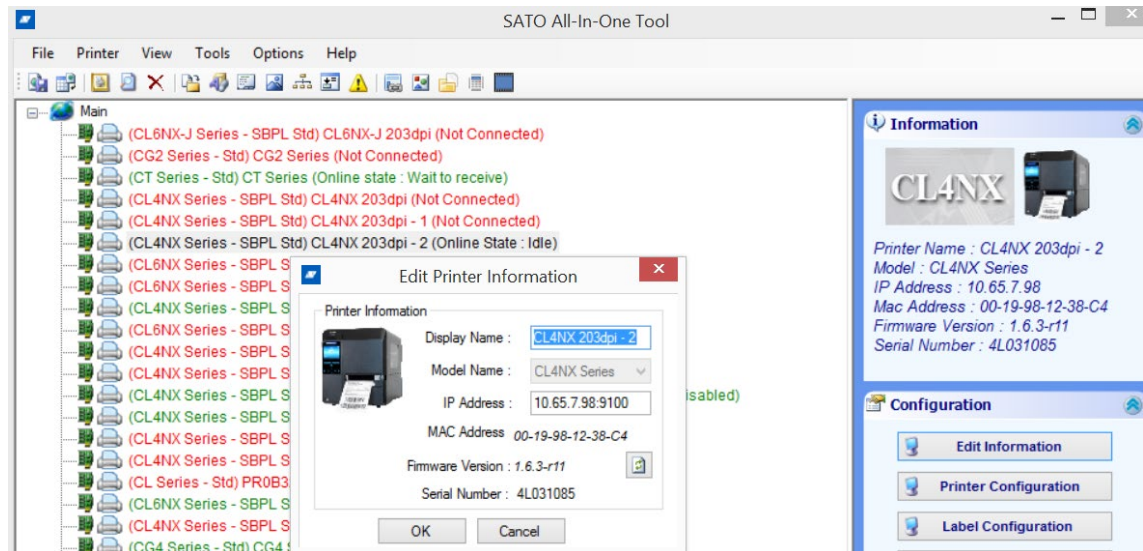 SATO All-In-One Tool
File Printer View Tools Options Help
Main
(CL6NX-J Series - SBPL Std) CL6NX-J 203dpi (Not Connected)
(CG2 Series - Std) CG2 Series (Not Connected)
(CT Series - Std) CT Series (Online state : Wait to receive)
(CL4NX Series - SBPL Std) CL4NX 203dpi (Not Connected)
(CL4NX Series - SBPL Std) CL4NX 203dpi - 1 (Not Connected)
(CL4NX Series - SBPL Std) CL4NX 203dpi - 2 (Online State : Idle)
(CL6NX Series - SBPL S
(CL6NX Series - SBPL S
(CL4NX Series - SBPL S
(CL6NX Series - SBPL S
(CL4NX Series - SBPL S
(CL4NX Series - SBPL S
(CL4NX Series - SBPL S
isabled)
(CL4NX Series - SBPL S
(CL4NX Series - SBPL S
(CL4NX Series - SBPL S
(CL Series - Std) PR0B3
(CL6NX Series - SBPL S
(CL4NX Series - SBPL S
(CG4 Series - Std) CG4
Edit Printer Information
Printer Information
Display Name : CL4NX 203dpi - 2
Model Name : CL4NX Series
IP Address : 10.65.7.98:9100
MAC Address 00-19-98-12-38-C4
Firmware Version : 1.6.3-r11
Serial Number : 4L031085
OK Cancel
Information
CL4NX
Printer Name : CL4NX 203dpi - 2
Model : CL4NX Series
IP Address : 10.65.7.98
Mac Address : 00-19-98-12-38-C4
Firmware Version : 1.6.3-r11
Serial Number : 4L031085
Configuration
Edit Information
Printer Configuration
Label Configuration